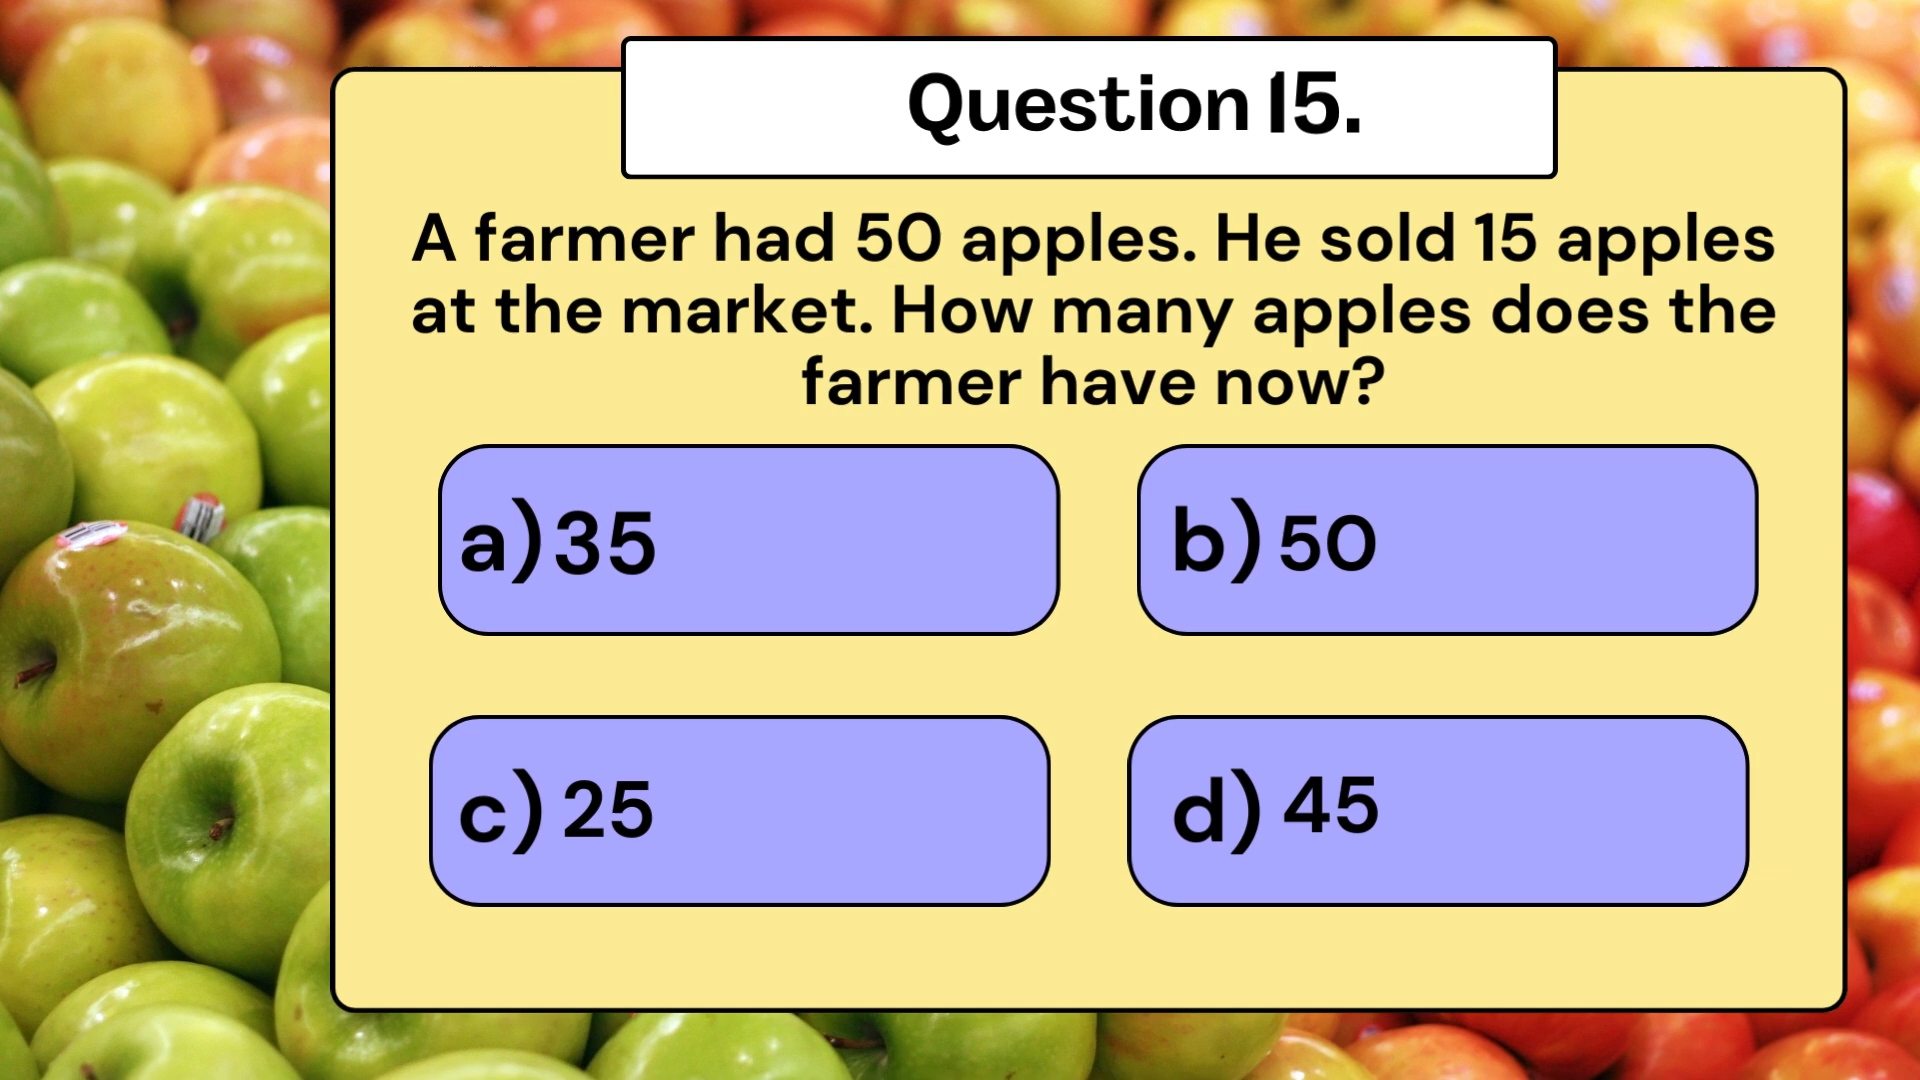 Question 15.
A farmer had 50 apples. He sold 15 apples
at the market. How many apples does the
farmer have now?
a) 35
b) 50
c) 25
d) 45